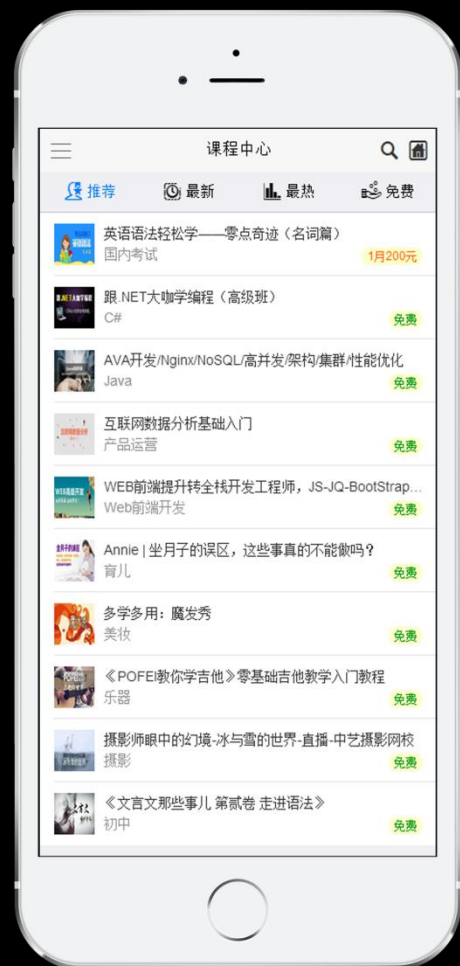 课程中心
推荐 最新 最热 免费
英语语法轻松学——零点奇迹（名词篇）
国内考试
1月200元
跟.NET大咖学编程（高级班）
C#
免费
AVA开发/Nginx/NoSQL/高并发/架构/集群/性能优化
Java
免费
互联网数据分析基础入门
产品运营
免费
WEB前端提升转全栈开发工程师，JS-JQ-BootStrap...
Web前端开发
免费
Annie | 坐月子的误区，这些事真的不能做吗？
育儿
免费
多学多用：魔发秀
美妆
免费
《POFEI教你学吉他》零基础吉他教学入门教程
乐器
免费
摄影师眼中的幻境-冰与雪的世界-直播-中艺摄影网校
摄影
免费
《文言文那些事儿 第贰卷 走进语法》
初中
免费